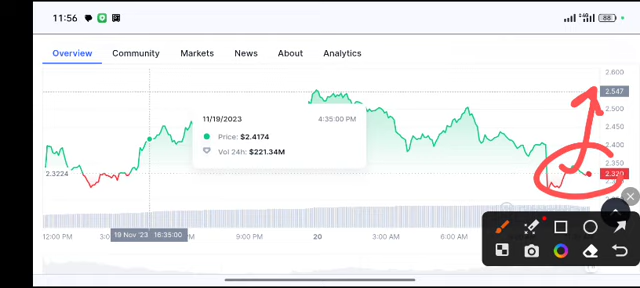 11:56
88
Overview Community Markets News About Analytics
2.600
2.547
2.500
2.450
2.400
2.350
2.320
2.3224
11/19/2023 4:35:00 PM
Price: $2.4174
Vol 24h: $221.34M
12:00 PM 19 Nov '23 16:35:00 9:00 PM 20 3:00 AM 6:00 AM